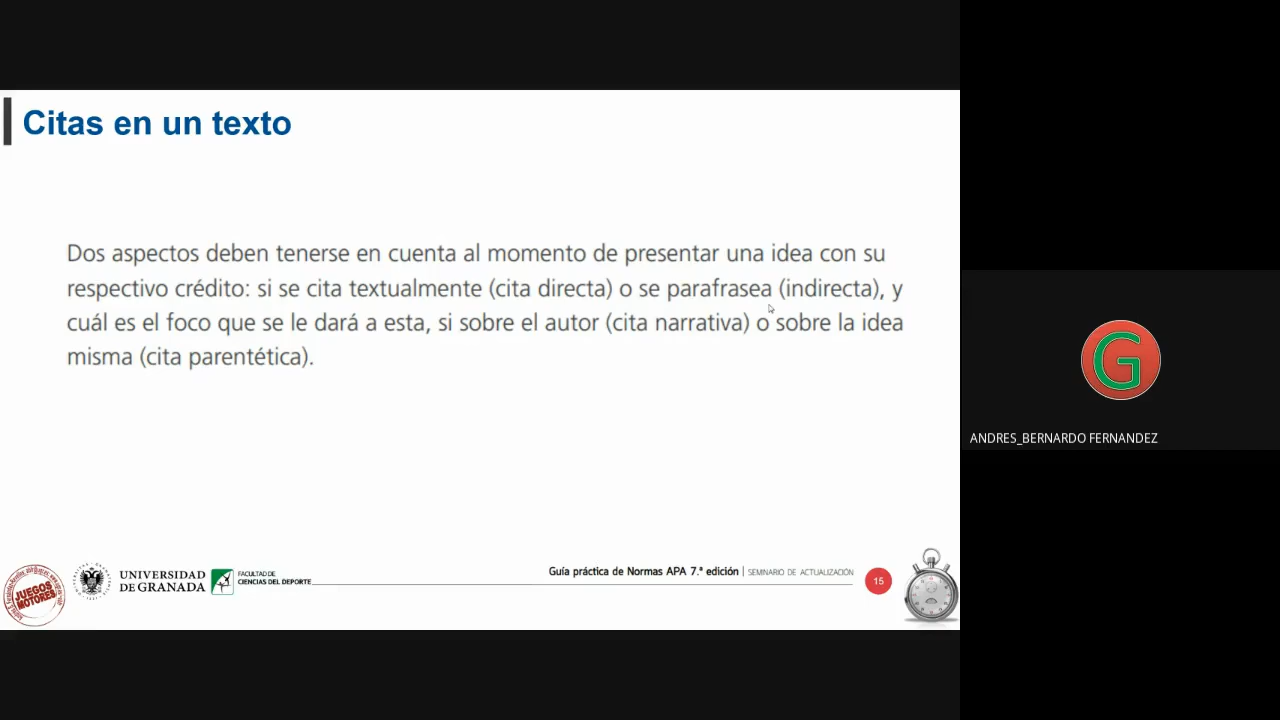 Citas en un texto
Dos aspectos deben tenerse en cuenta al momento de presentar una idea con su
respectivo crédito: si se cita textualmente (cita directa) o se parafrasea (indirecta), y
cuál es el foco que se le dará a esta, si sobre el autor (cita narrativa) o sobre la idea
misma (cita parentética).
JUEGOS
MOTORES
UNIVERSIDAD
DE GRANADA
FACULTAD DE
CIENCIAS DEL DEPORTE
Guía práctica de Normas APA 7.ª edición | SEMINARIO DE ACTUALIZACIÓN
15
G
ANDRES_BERNARDO FERNANDEZ